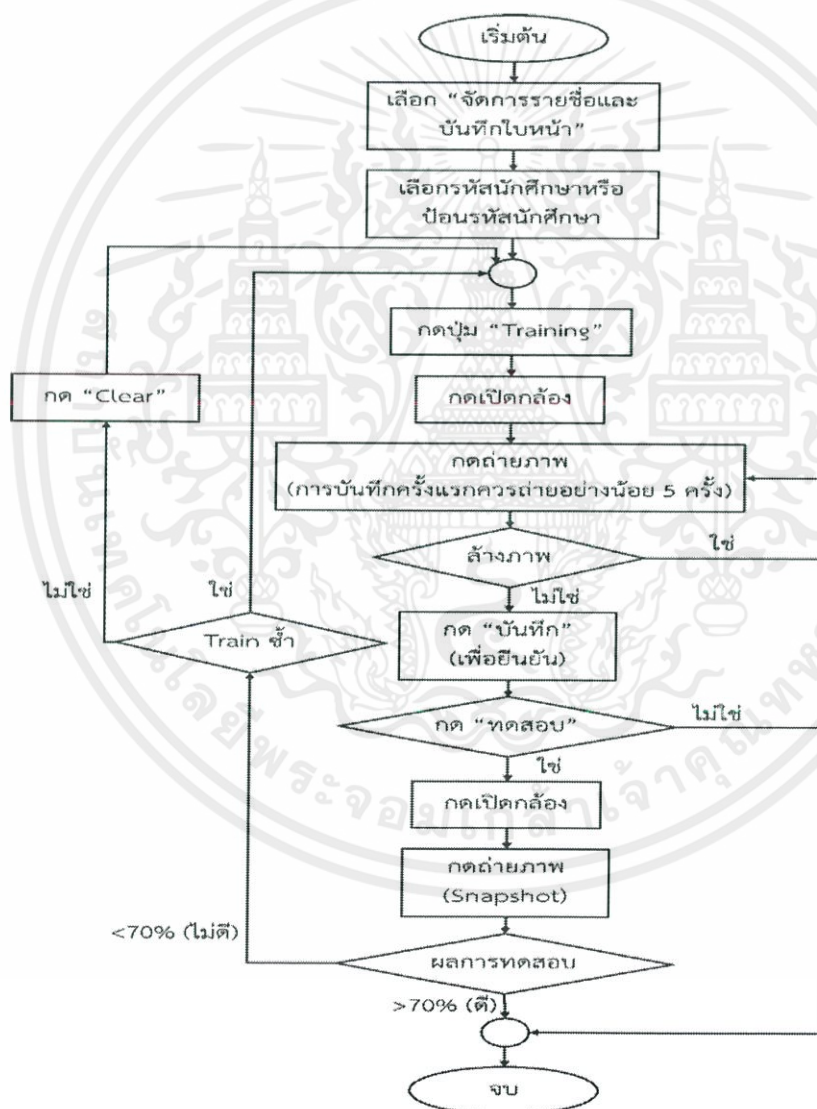 เริ่มต้น
เลือก “จัดการรายชื่อและ
บันทึกใบหน้า”
เลือกรหัสนักศึกษาหรือ
ป้อนรหัสนักศึกษา
กดปุ่ม “Training”
กด “Clear”
กดเปิดกล้อง
กดถ่ายภาพ
(การบันทึกครั้งแรกควรถ่ายอย่างน้อย 5 ครั้ง)
ล้างภาพ
ใช่
ไม่ใช่
ไม่ใช่
ใช่
Train ซ้ำ
กด “บันทึก”
(เพื่อยืนยัน)
กด “ทดสอบ”
ไม่ใช่
ใช่
กดเปิดกล้อง
กดถ่ายภาพ
(Snapshot)
<70% (ไม่ดี)
ผลการทดสอบ
>70% (ดี)
จบ